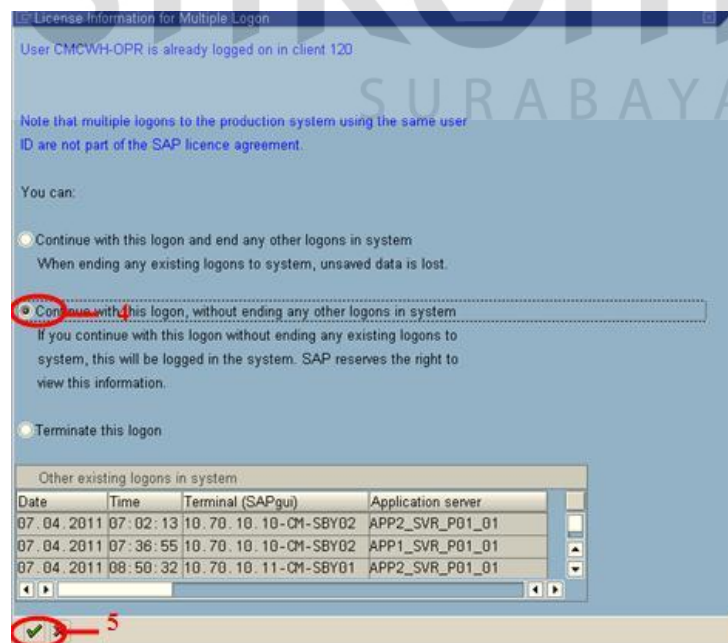 License Information for Multiple Logon
User CMCWH-OPR is already logged on in client 120
SURABAYA
Note that multiple logons to the production system using the same user
ID are not part of the SAP licence agreement.
You can:
Continue with this logon and end any other logons in system
When ending any existing logons to system, unsaved data is lost.
Continue with this logon, without ending any other logons in system
4
If you continue with this logon without ending any existing logons to
system, this will be logged in the system. SAP reserves the right to
view this information.
Terminate this logon
Other existing logons in system
Date Time Terminal (SAPgui) Application server
07.04.2011 07:02:13 10.70.10.10-CM-SBY02 APP2_SVR_P01_01
07.04.2011 07:36:55 10.70.10.10-CM-SBY02 APP1_SVR_P01_01
07.04.2011 08:50:32 10.70.10.11-CM-SBY01 APP2_SVR_P01_01
5